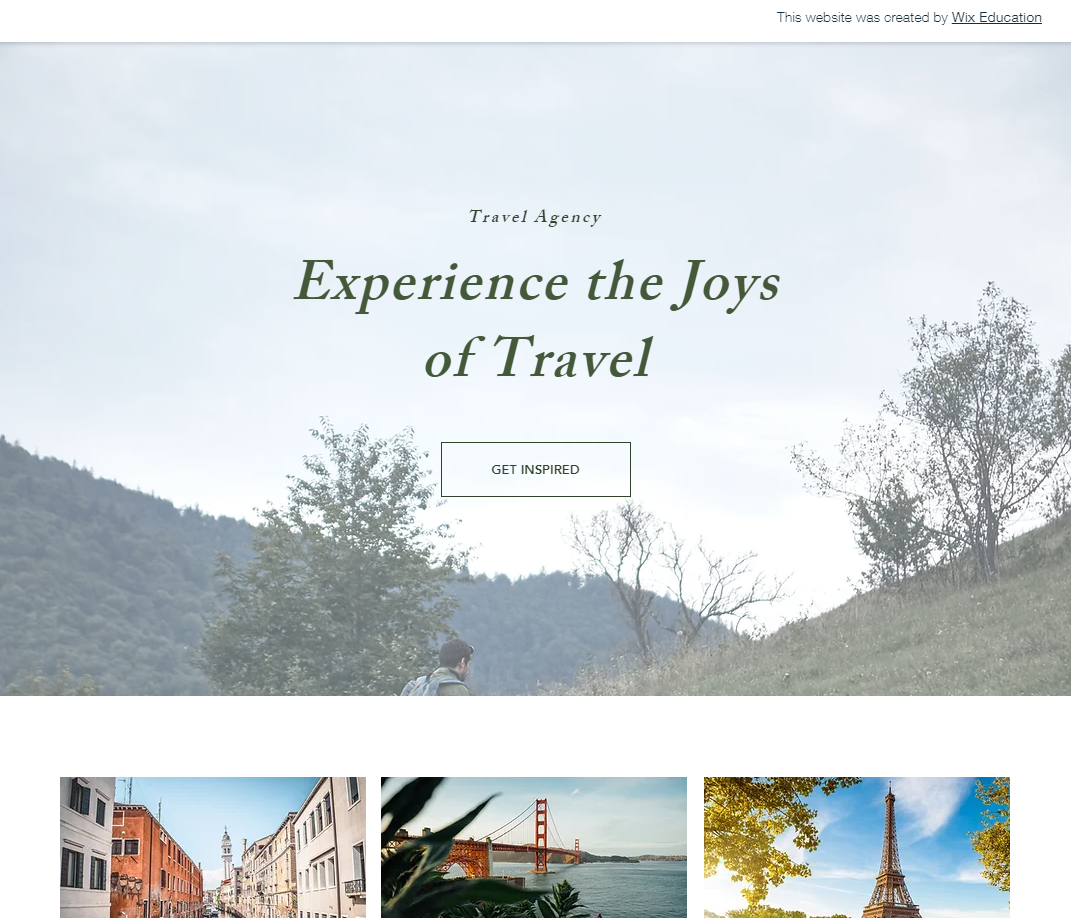 This website was created by Wix Education
Travel Agency
Experience the Joys
of Travel
GET INSPIRED